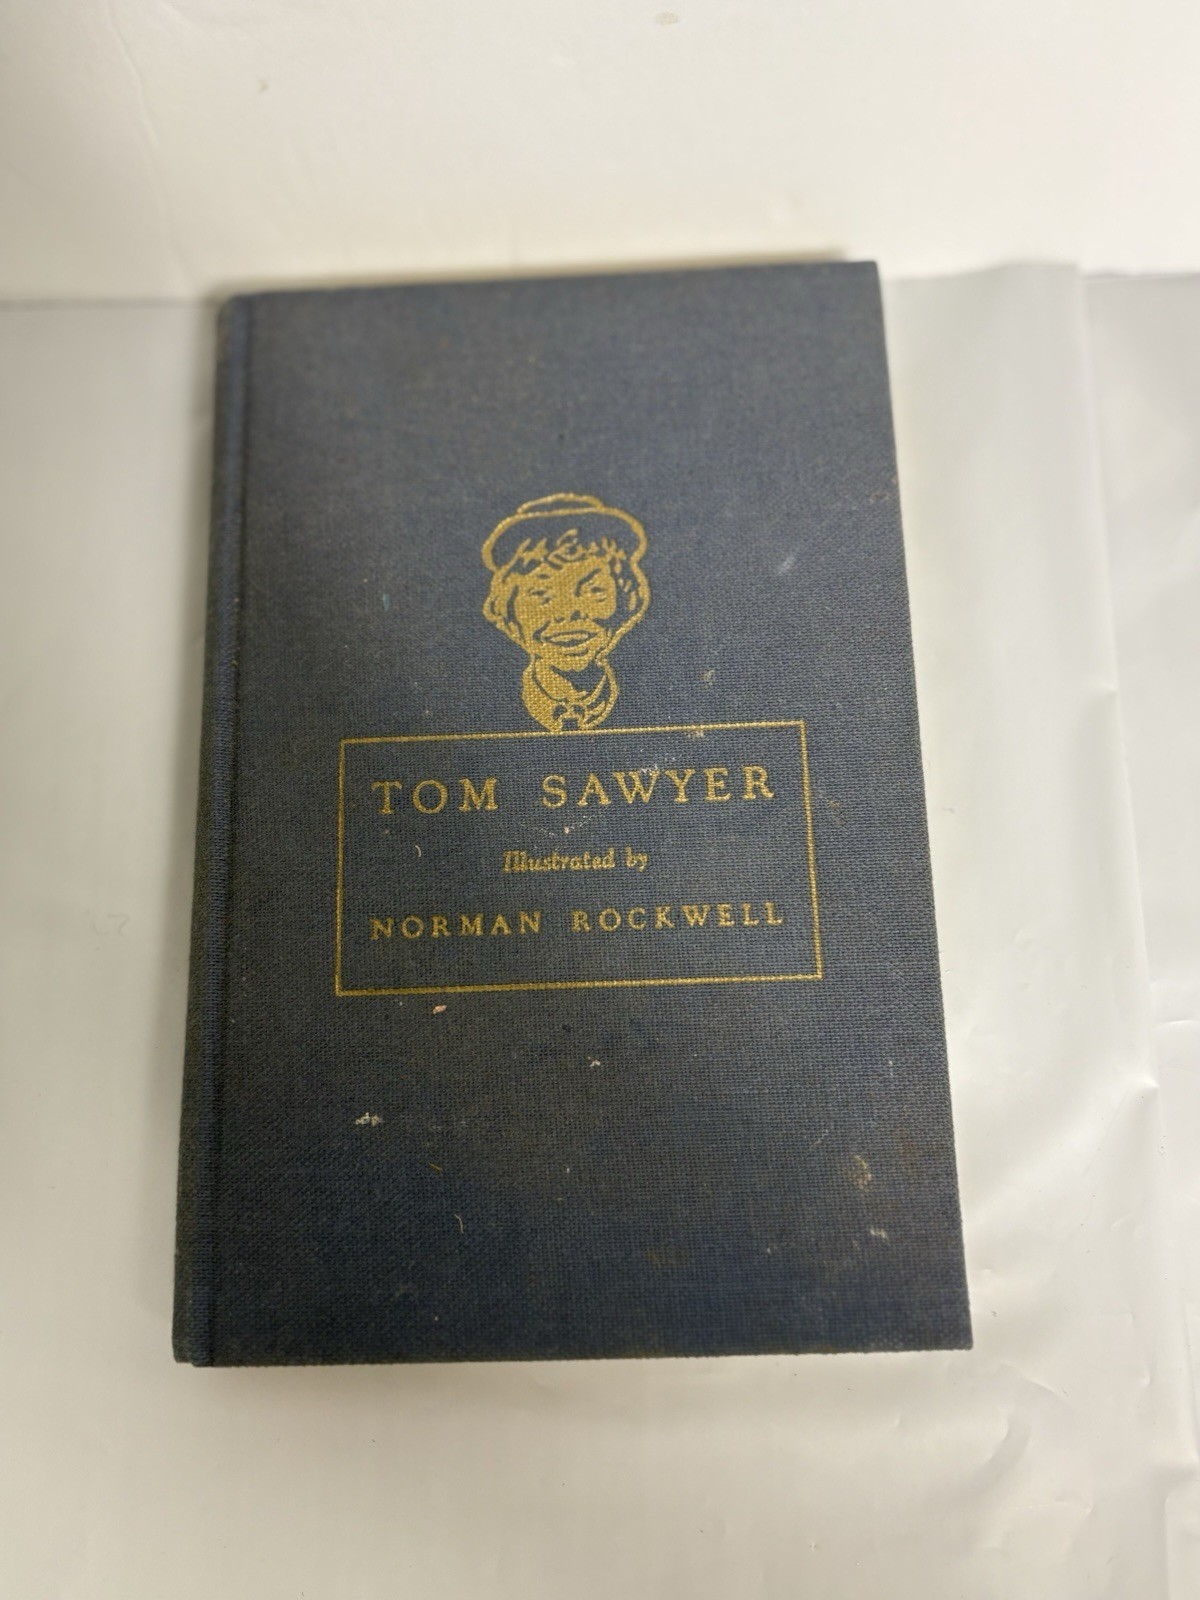 TOM SAWYER
Illustrated by
NORMAN ROCKWELL